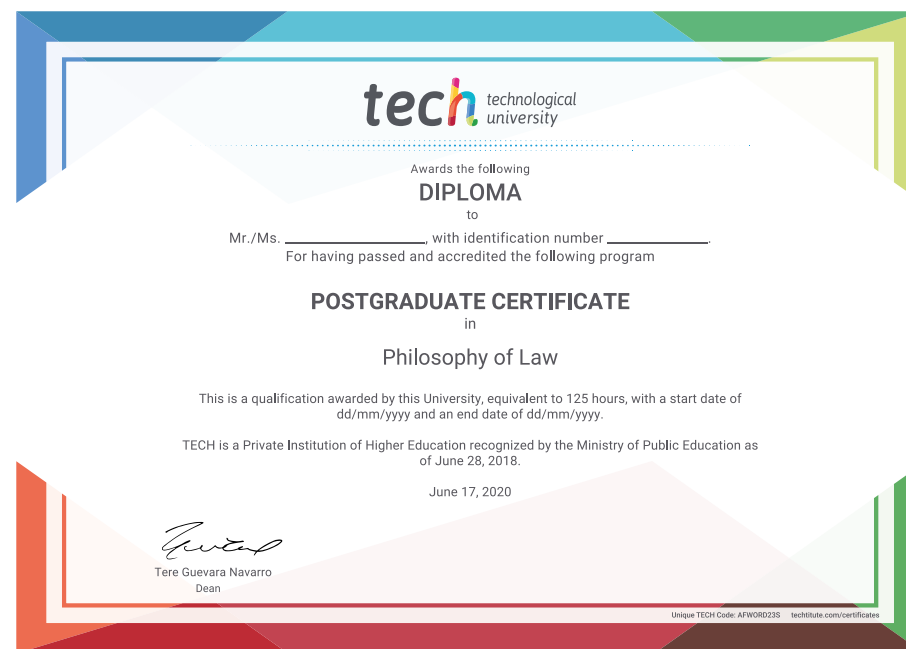 tech technological
university
Awards the following
DIPLOMA
to
Mr./Ms. ____________________, with identification number ______________.
For having passed and accredited the following program
POSTGRADUATE CERTIFICATE
in
Philosophy of Law
This is a qualification awarded by this University, equivalent to 125 hours, with a start date of
dd/mm/yyyy and an end date of dd/mm/yyyy.
TECH is a Private Institution of Higher Education recognized by the Ministry of Public Education as
of June 28, 2018.
June 17, 2020
Tere Guevara Navarro
Dean
Unique TECH Code: AFWORD23S techtitute.com/certificates